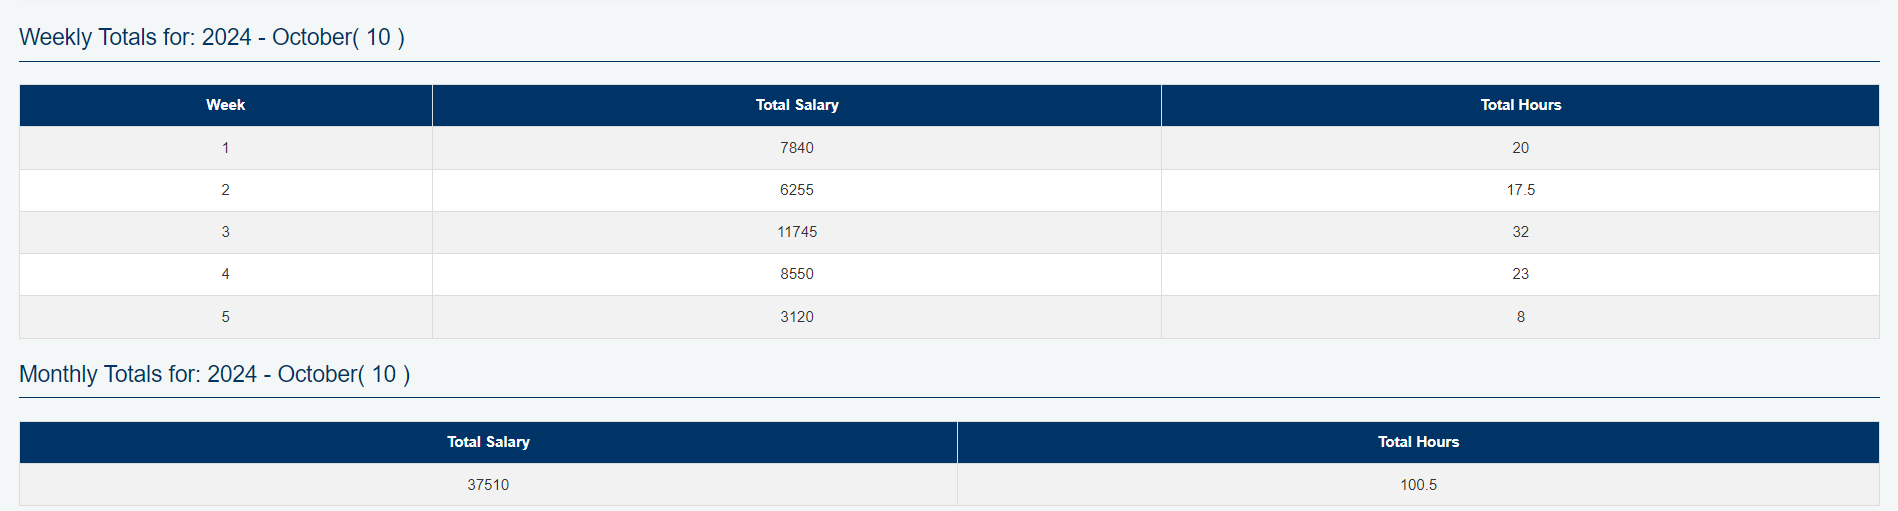 Weekly Totals for: 2024 - October( 10 )
Week Total Salary Total Hours
1 7840 20
2 6255 17.5
3 11745 32
4 8550 23
5 3120 8
Monthly Totals for: 2024 - October( 10 )
Total Salary Total Hours
37510 100.5